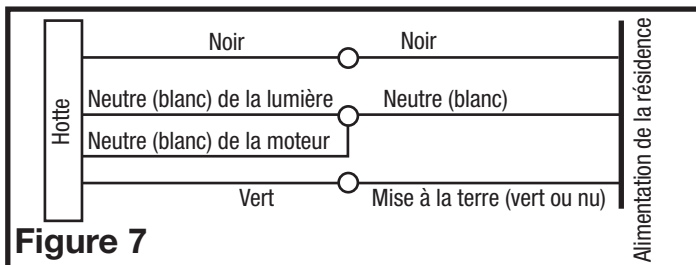 Noir
Noir
Hotte
Neutre (blanc) de la lumière
Neutre (blanc)
Neutre (blanc) de la moteur
Vert
Mise à la terre (vert ou nu)
Alimentation de la résidence
Figure 7